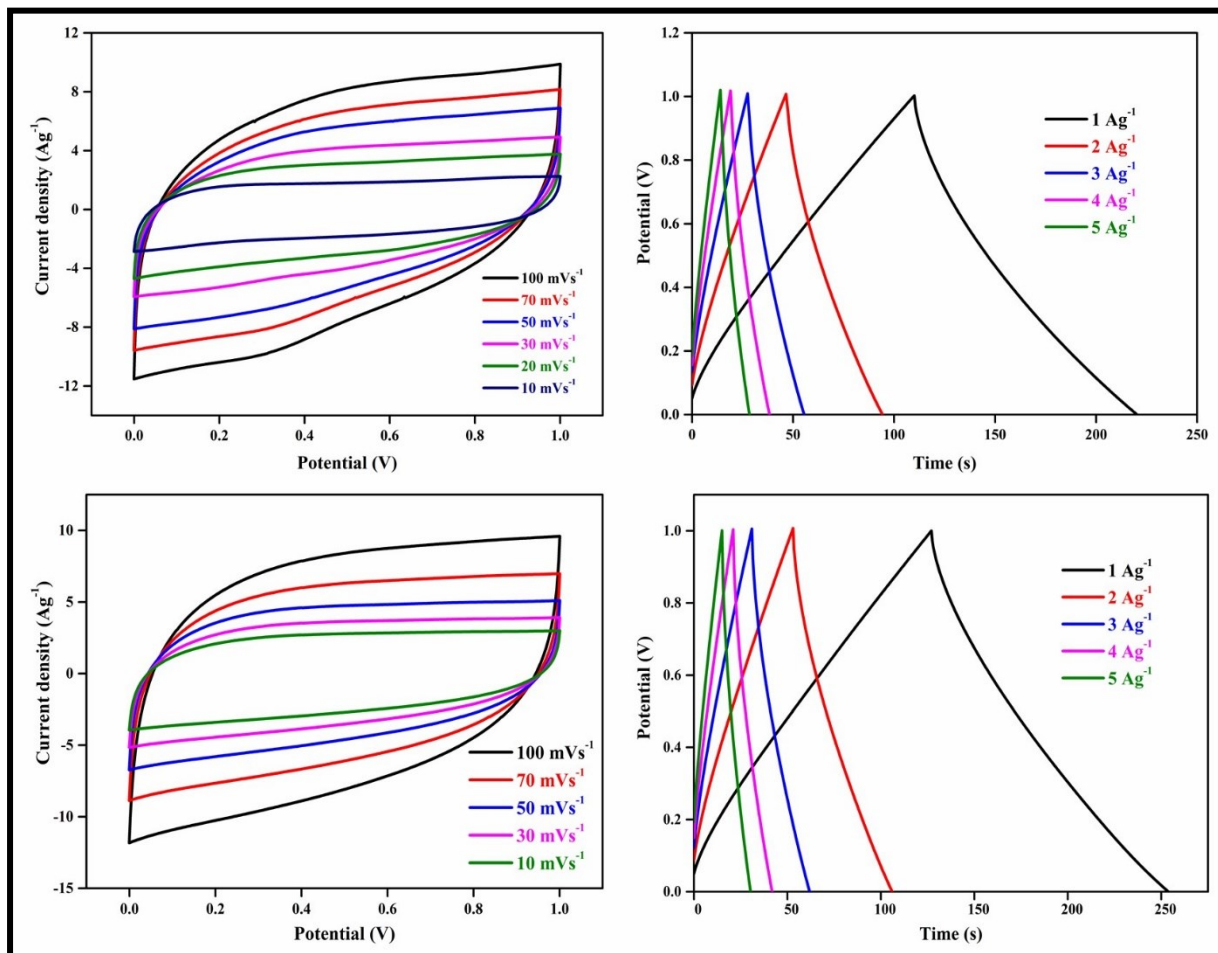 12
8
4
0
-4
-8
-12
Current density (Ag⁻¹)
0.0 0.2 0.4 0.6 0.8 1.0
Potential (V)
100 mVs⁻¹
70 mVs⁻¹
50 mVs⁻¹
30 mVs⁻¹
20 mVs⁻¹
10 mVs⁻¹
1.2
1.0
0.8
0.6
0.4
0.2
0.0
Potential (V)
0 50 100 150 200 250
Time (s)
1 Ag⁻¹
2 Ag⁻¹
3 Ag⁻¹
4 Ag⁻¹
5 Ag⁻¹
10
5
0
-5
-10
-15
Current density (Ag⁻¹)
0.0 0.2 0.4 0.6 0.8 1.0
Potential (V)
100 mVs⁻¹
70 mVs⁻¹
50 mVs⁻¹
30 mVs⁻¹
10 mVs⁻¹
1.0
0.8
0.6
0.4
0.2
0.0
Potential (V)
0 50 100 150 200 250
Time (s)
1 Ag⁻¹
2 Ag⁻¹
3 Ag⁻¹
4 Ag⁻¹
5 Ag⁻¹